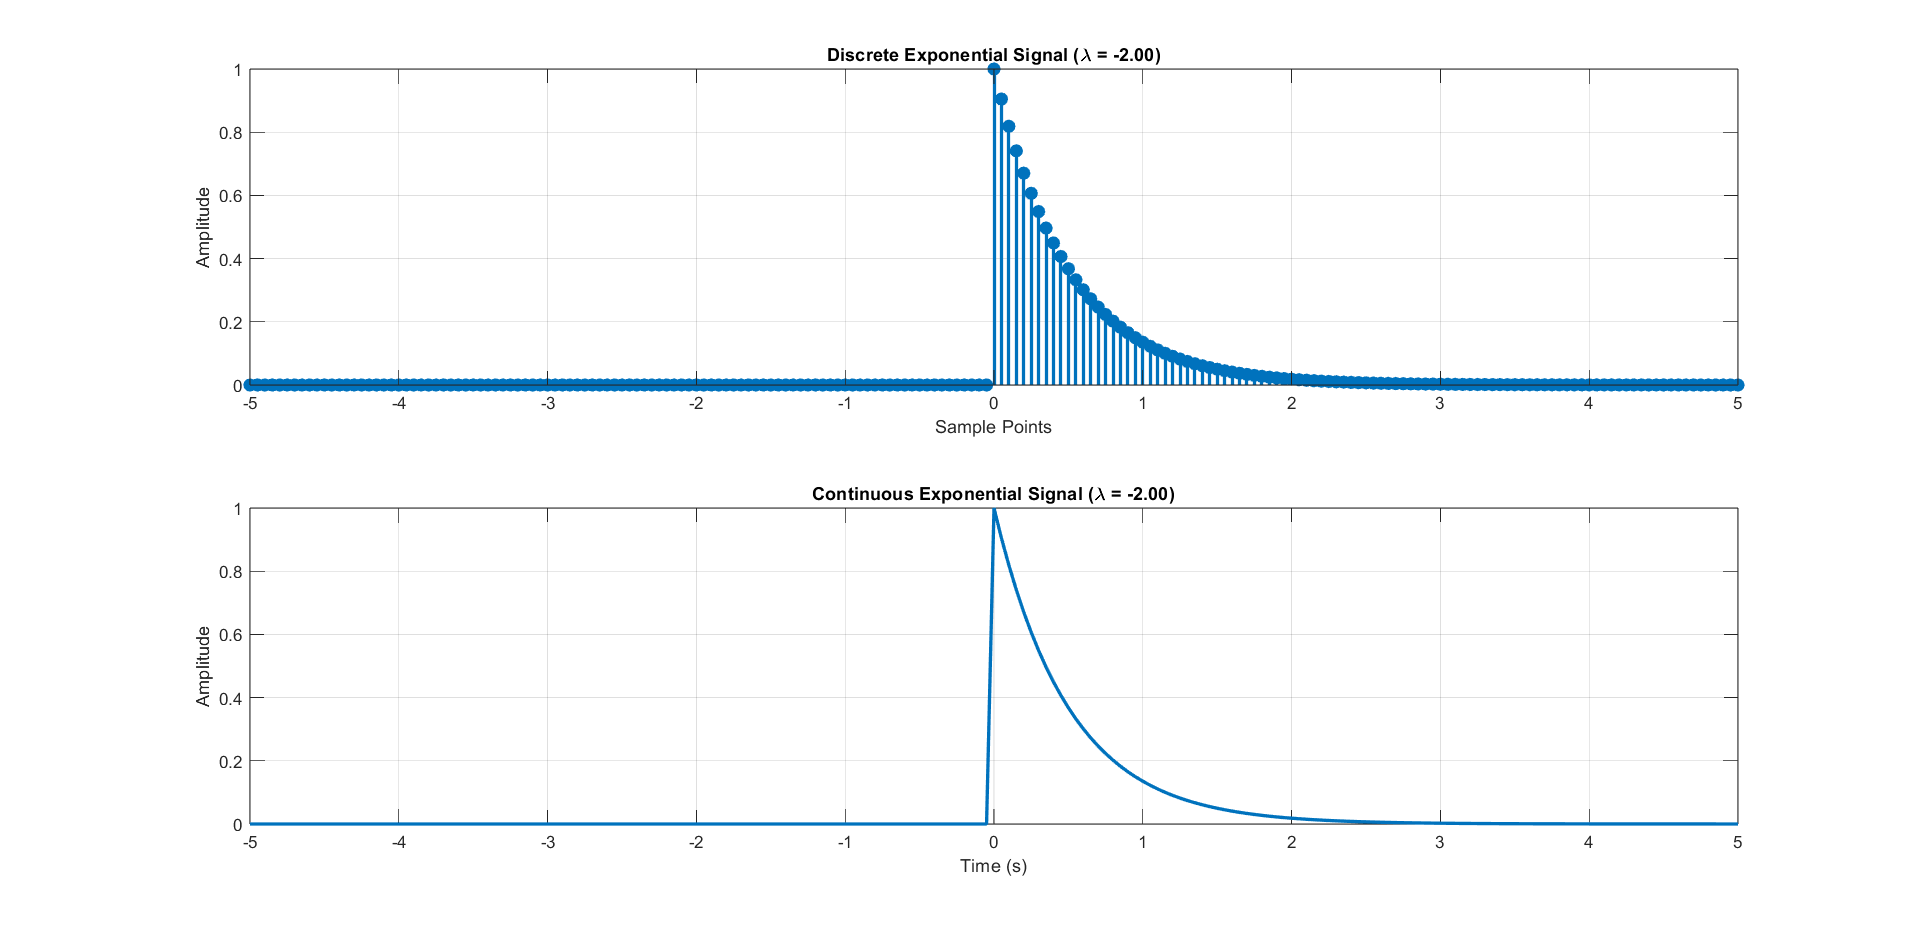 Discrete Exponential Signal (λ = -2.00)
1
0.8
0.6
0.4
0.2
0
Amplitude
-5 -4 -3 -2 -1 0 1 2 3 4 5
Sample Points
Continuous Exponential Signal (λ = -2.00)
1
0.8
0.6
0.4
0.2
0
Amplitude
-5 -4 -3 -2 -1 0 1 2 3 4 5
Time (s)